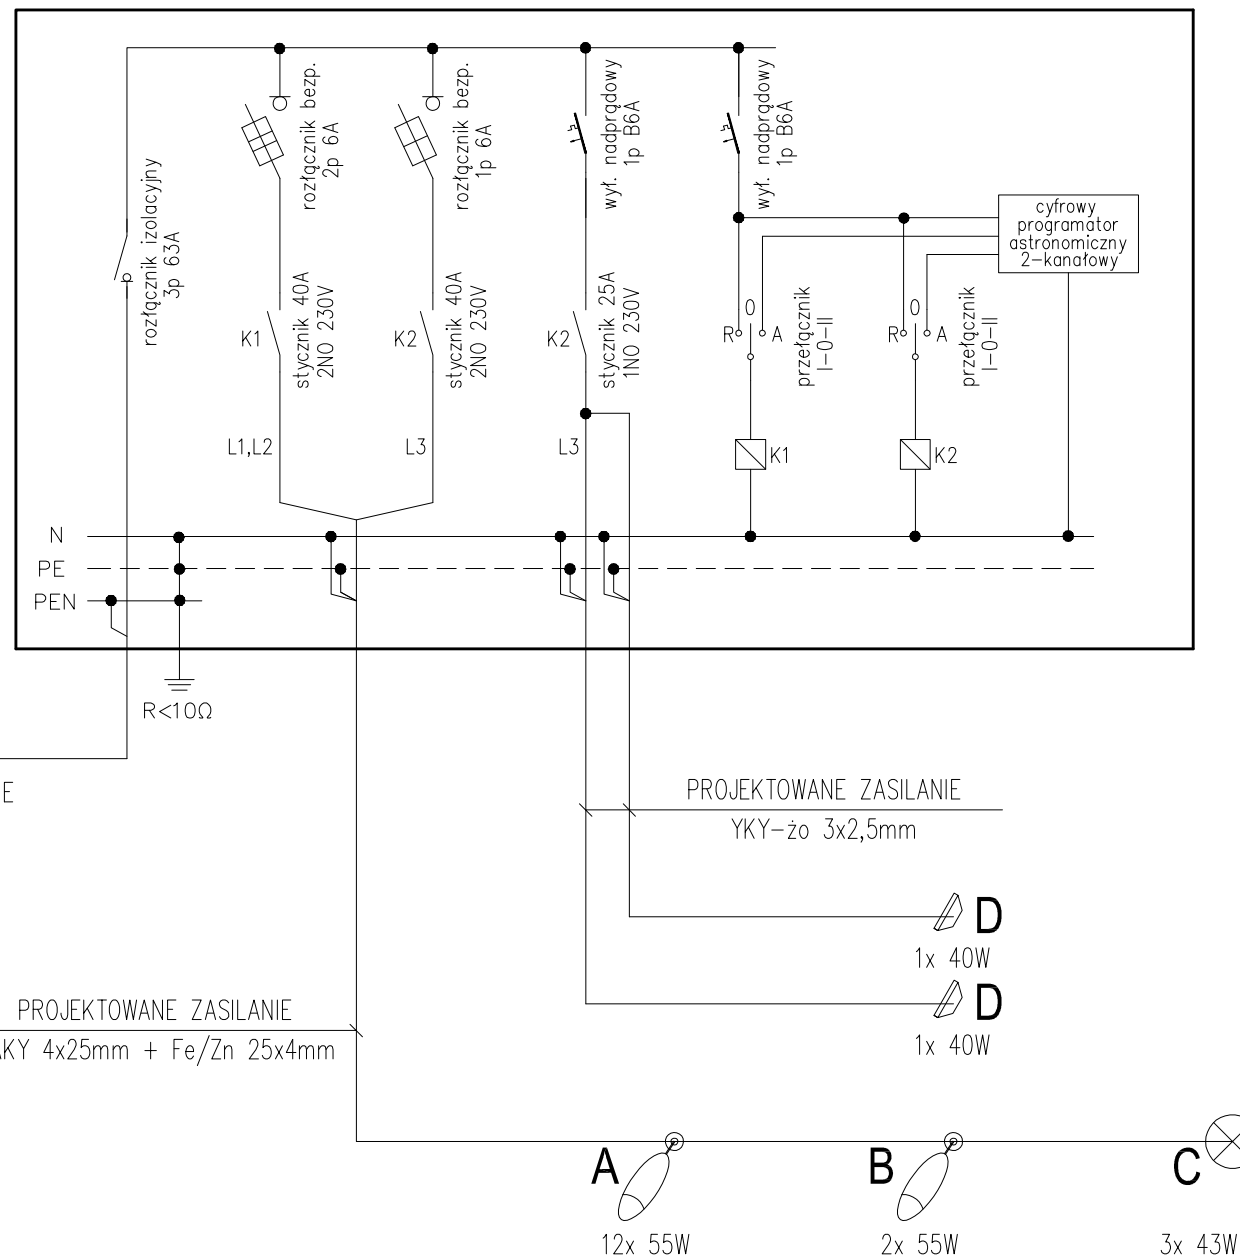 rozłącznik izolacyjny
3p 63A
rozłącznik bezp.
2p 6A
rozłącznik bezp.
1p 6A
wył. nadprądowy
1p B6A
wył. nadprądowy
1p B6A
cyfrowy
programator
astronomiczny
2-kanałowy
K1
stycznik 40A
2NO 230V
K2
stycznik 40A
2NO 230V
K2
stycznik 25A
1NO 230V
R
0
A
przełącznik
I-0-II
R
0
A
przełącznik
I-0-II
L1,L2
L3
L3
K1
K2
N
PE
PEN
R<10Ω
E
PROJEKTOWANE ZASILANIE
YKY-żo 3x2,5mm
D
1x 40W
D
1x 40W
PROJEKTOWANE ZASILANIE
AKY 4x25mm + Fe/Zn 25x4mm
A
B
C
12x 55W
2x 55W
3x 43W